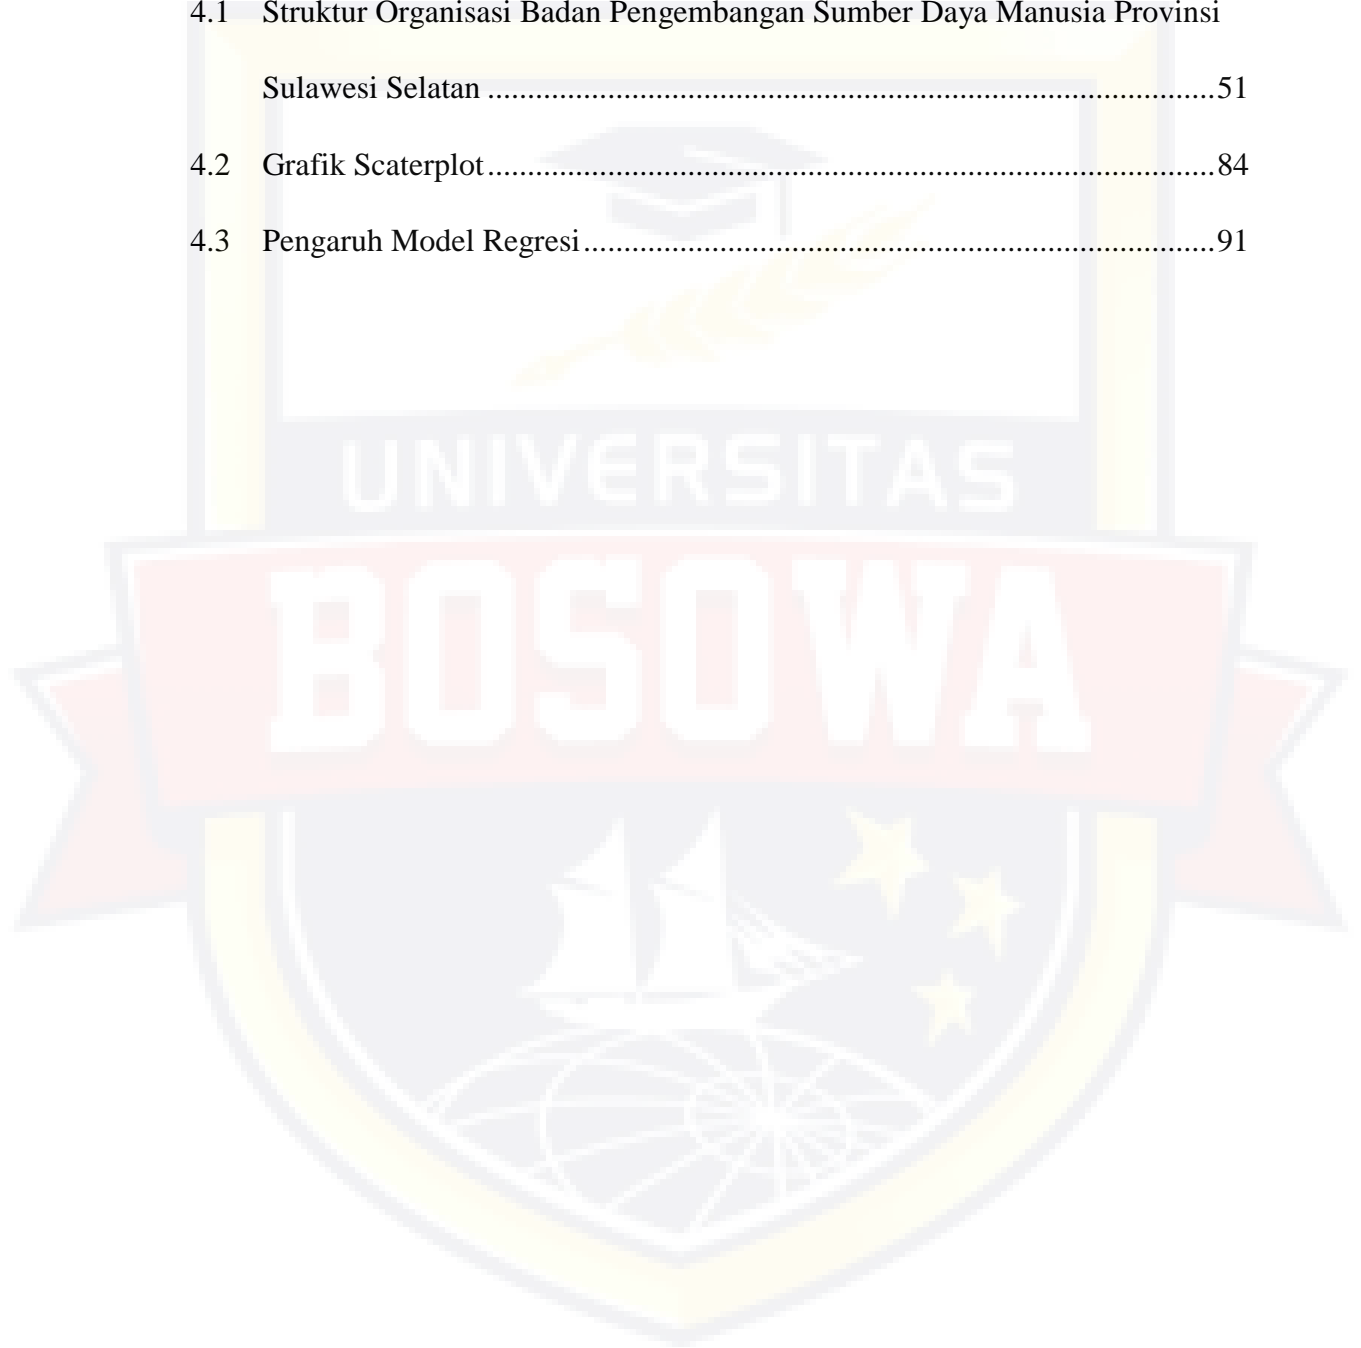 4.1 Struktur Organisasi Badan Pengembangan Sumber Daya Manusia Provinsi
Sulawesi Selatan ............................................................................................ 51
4.2 Grafik Scaterplot ............................................................................................ 84
4.3 Pengaruh Model Regresi ................................................................................ 91
UNIVERSITAS
BOSOWA